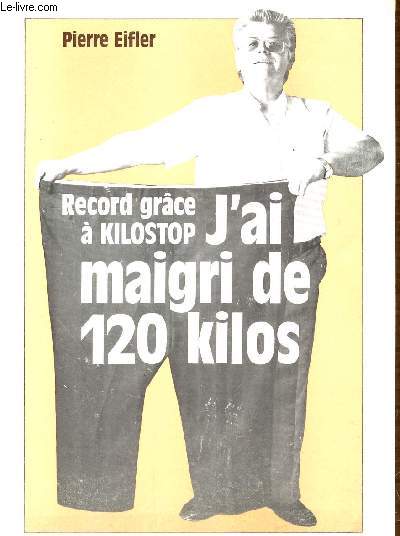 Le-livre.com
Pierre Eifler
Record grâce
à KILOSTOP J'ai
maigri de
120 kilos